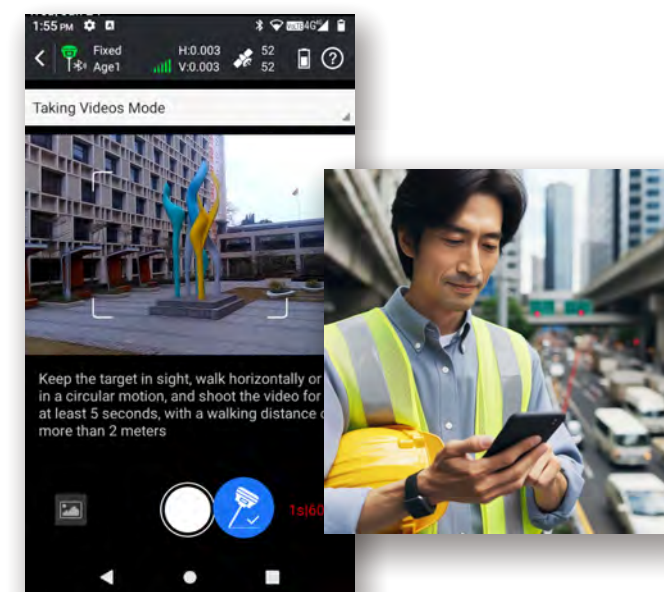 1:55 PM
4G
Fixed H:0.003 52
Age1 V:0.003 52
Taking Videos Mode
Keep the target in sight, walk horizontally or
in a circular motion, and shoot the video for
at least 5 seconds, with a walking distance
more than 2 meters
1s|60